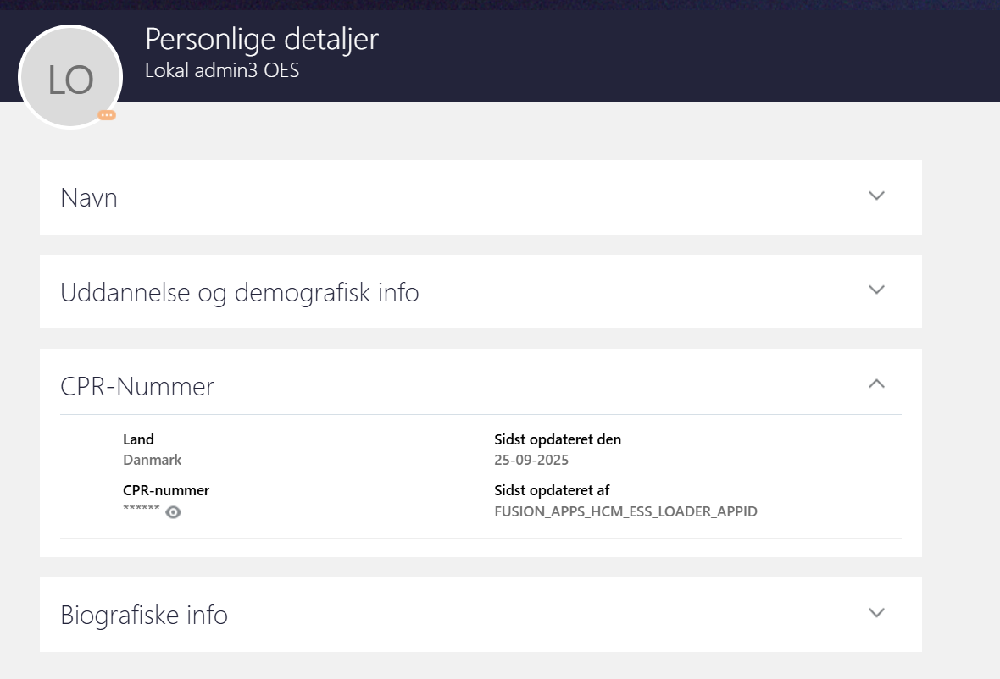 LO
Personlige detaljer
Lokal admin3 OES
Navn
Uddannelse og demografisk info
CPR-Nummer
Land
Danmark
Sidst opdateret den
25-09-2025
CPR-nummer
******
Sidst opdateret af
FUSION_APPS_HCM_ESS_LOADER_APPID
Biografiske info